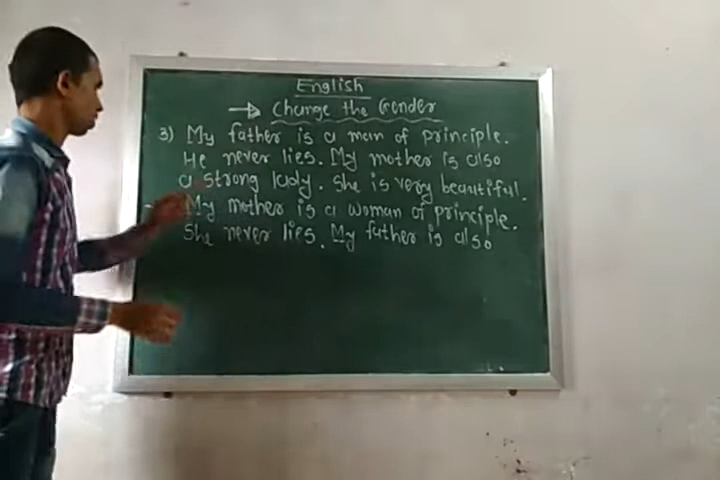 English
→ Change the Gender
3) My father is a man of principle.
He never lies. My mother is also
a strong lady. She is very beautiful.
- My mother is a woman of principle.
She never lies. My father is also